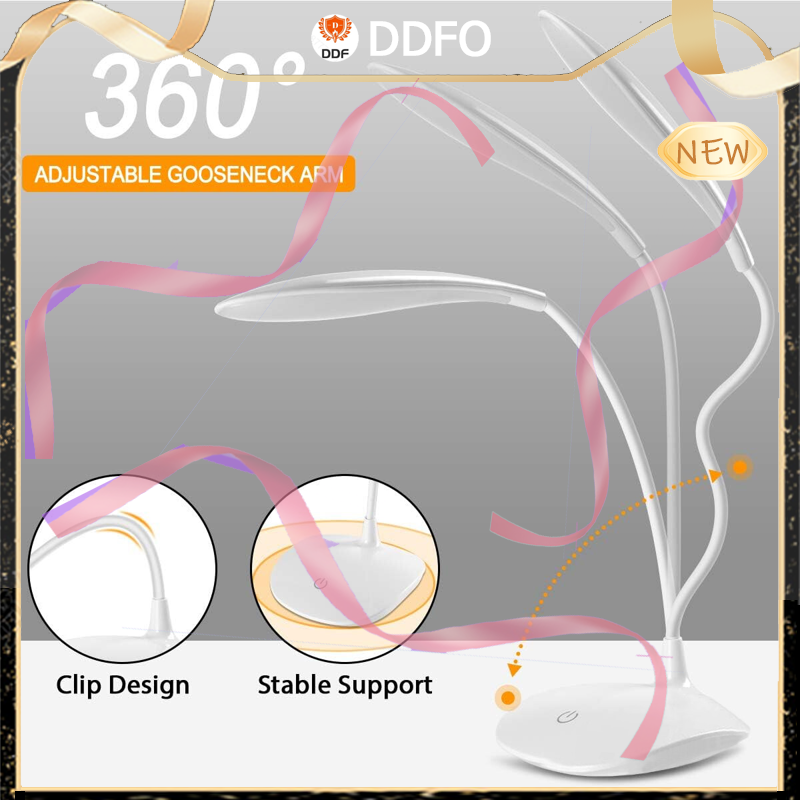 DDF
DDFO
360°
ADJUSTABLE GOOSENECK ARM
NEW
Clip Design
Stable Support